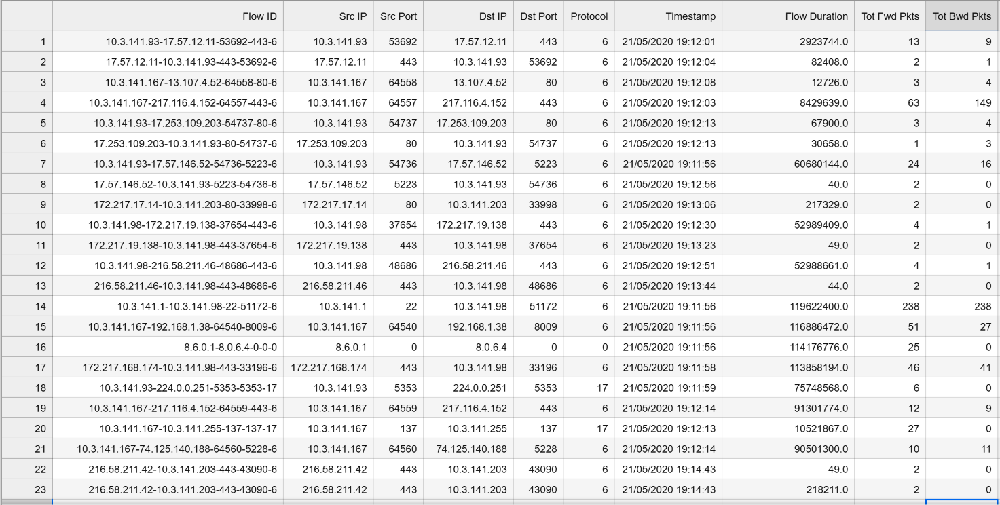 Flow ID Src IP Src Port Dst IP Dst Port Protocol Timestamp Flow Duration Tot Fwd Pkts Tot Bwd Pkts
1 10.3.141.93-17.57.12.11-53692-443-6 10.3.141.93 53692 17.57.12.11 443 6 21/05/2020 19:12:01 2923744.0 13 9
2 17.57.12.11-10.3.141.93-443-53692-6 17.57.12.11 443 10.3.141.93 53692 6 21/05/2020 19:12:04 82408.0 2 1
3 10.3.141.167-13.107.4.52-64558-80-6 10.3.141.167 64558 13.107.4.52 80 6 21/05/2020 19:12:08 12726.0 3 4
4 10.3.141.167-217.116.4.152-64557-443-6 10.3.141.167 64557 217.116.4.152 443 6 21/05/2020 19:12:03 8429639.0 63 149
5 10.3.141.93-17.253.109.203-54737-80-6 10.3.141.93 54737 17.253.109.203 80 6 21/05/2020 19:12:13 67900.0 3 4
6 17.253.109.203-10.3.141.93-80-54737-6 17.253.109.203 80 10.3.141.93 54737 6 21/05/2020 19:12:13 30658.0 1 3
7 10.3.141.93-17.57.146.52-54736-5223-6 10.3.141.93 54736 17.57.146.52 5223 6 21/05/2020 19:11:56 60680144.0 24 16
8 17.57.146.52-10.3.141.93-5223-54736-6 17.57.146.52 5223 10.3.141.93 54736 6 21/05/2020 19:12:56 40.0 2 0
9 172.217.17.14-10.3.141.203-80-33998-6 172.217.17.14 80 10.3.141.203 33998 6 21/05/2020 19:13:06 217329.0 2 0
10 10.3.141.98-172.217.19.138-37654-443-6 10.3.141.98 37654 172.217.19.138 443 6 21/05/2020 19:12:30 52989409.0 4 1
11 172.217.19.138-10.3.141.98-443-37654-6 172.217.19.138 443 10.3.141.98 37654 6 21/05/2020 19:13:23 49.0 2 0
12 10.3.141.98-216.58.211.46-48686-443-6 10.3.141.98 48686 216.58.211.46 443 6 21/05/2020 19:12:51 52988661.0 4 1
13 216.58.211.46-10.3.141.98-443-48686-6 216.58.211.46 443 10.3.141.98 48686 6 21/05/2020 19:13:44 44.0 2 0
14 10.3.141.1-10.3.141.98-22-51172-6 10.3.141.1 22 10.3.141.98 51172 6 21/05/2020 19:11:56 119622400.0 238 238
15 10.3.141.167-192.168.1.38-64540-8009-6 10.3.141.167 64540 192.168.1.38 8009 6 21/05/2020 19:11:56 116886472.0 51 27
16 8.6.0.1-8.0.6.4-0-0-0 8.6.0.1 0 8.0.6.4 0 0 21/05/2020 19:11:56 114176776.0 25 0
17 172.217.168.174-10.3.141.98-443-33196-6 172.217.168.174 443 10.3.141.98 33196 6 21/05/2020 19:11:58 113858194.0 46 41
18 10.3.141.93-224.0.0.251-5353-5353-17 10.3.141.93 5353 224.0.0.251 5353 17 21/05/2020 19:11:59 75748568.0 6 0
19 10.3.141.167-217.116.4.152-64559-443-6 10.3.141.167 64559 217.116.4.152 443 6 21/05/2020 19:12:14 91301774.0 12 9
20 10.3.141.167-10.3.141.255-137-137-17 10.3.141.167 137 10.3.141.255 137 17 21/05/2020 19:12:13 10521867.0 27 0
21 10.3.141.167-74.125.140.188-64560-5228-6 10.3.141.167 64560 74.125.140.188 5228 6 21/05/2020 19:12:14 90501300.0 10 11
22 216.58.211.42-10.3.141.203-443-43090-6 216.58.211.42 443 10.3.141.203 43090 6 21/05/2020 19:14:43 49.0 2 0
23 216.58.211.42-10.3.141.203-443-43090-6 216.58.211.42 443 10.3.141.203 43090 6 21/05/2020 19:14:43 218211.0 2 0